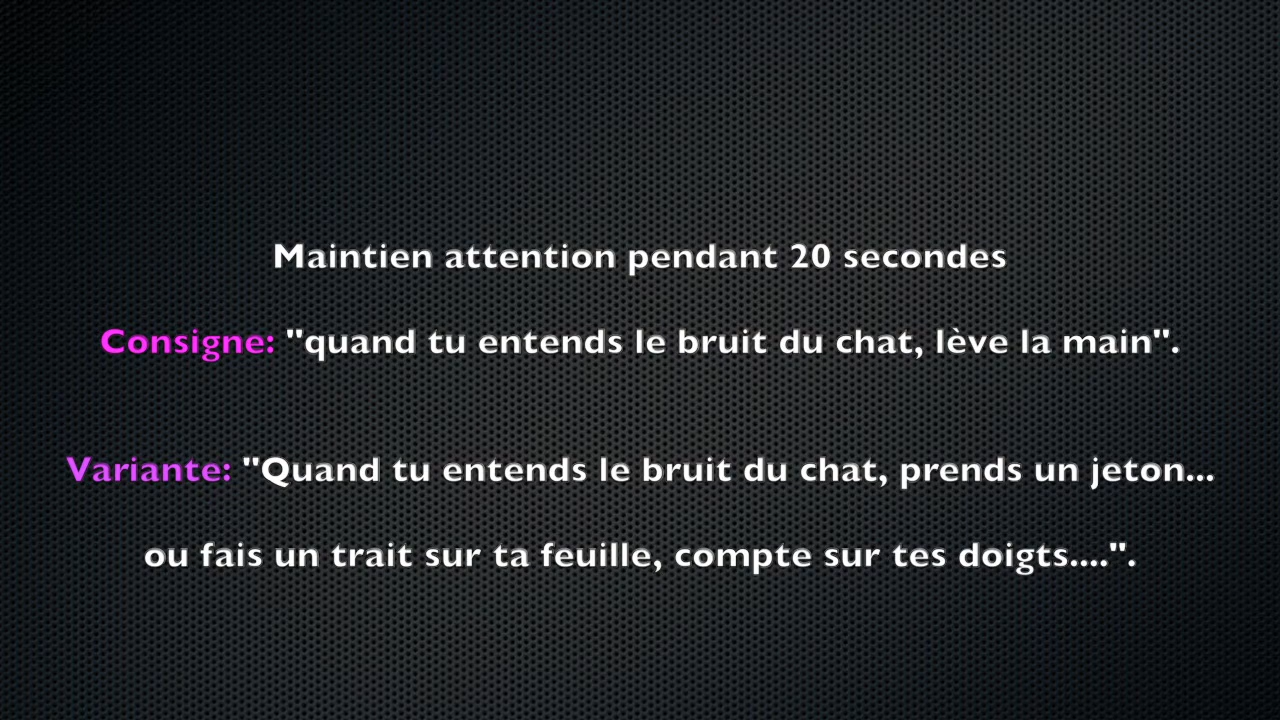 Maintien attention pendant 20 secondes
Consigne: "quand tu entends le bruit du chat, lève la main".
Variante: "Quand tu entends le bruit du chat, prends un jeton...
ou fais un trait sur ta feuille, compte sur tes doigts....".